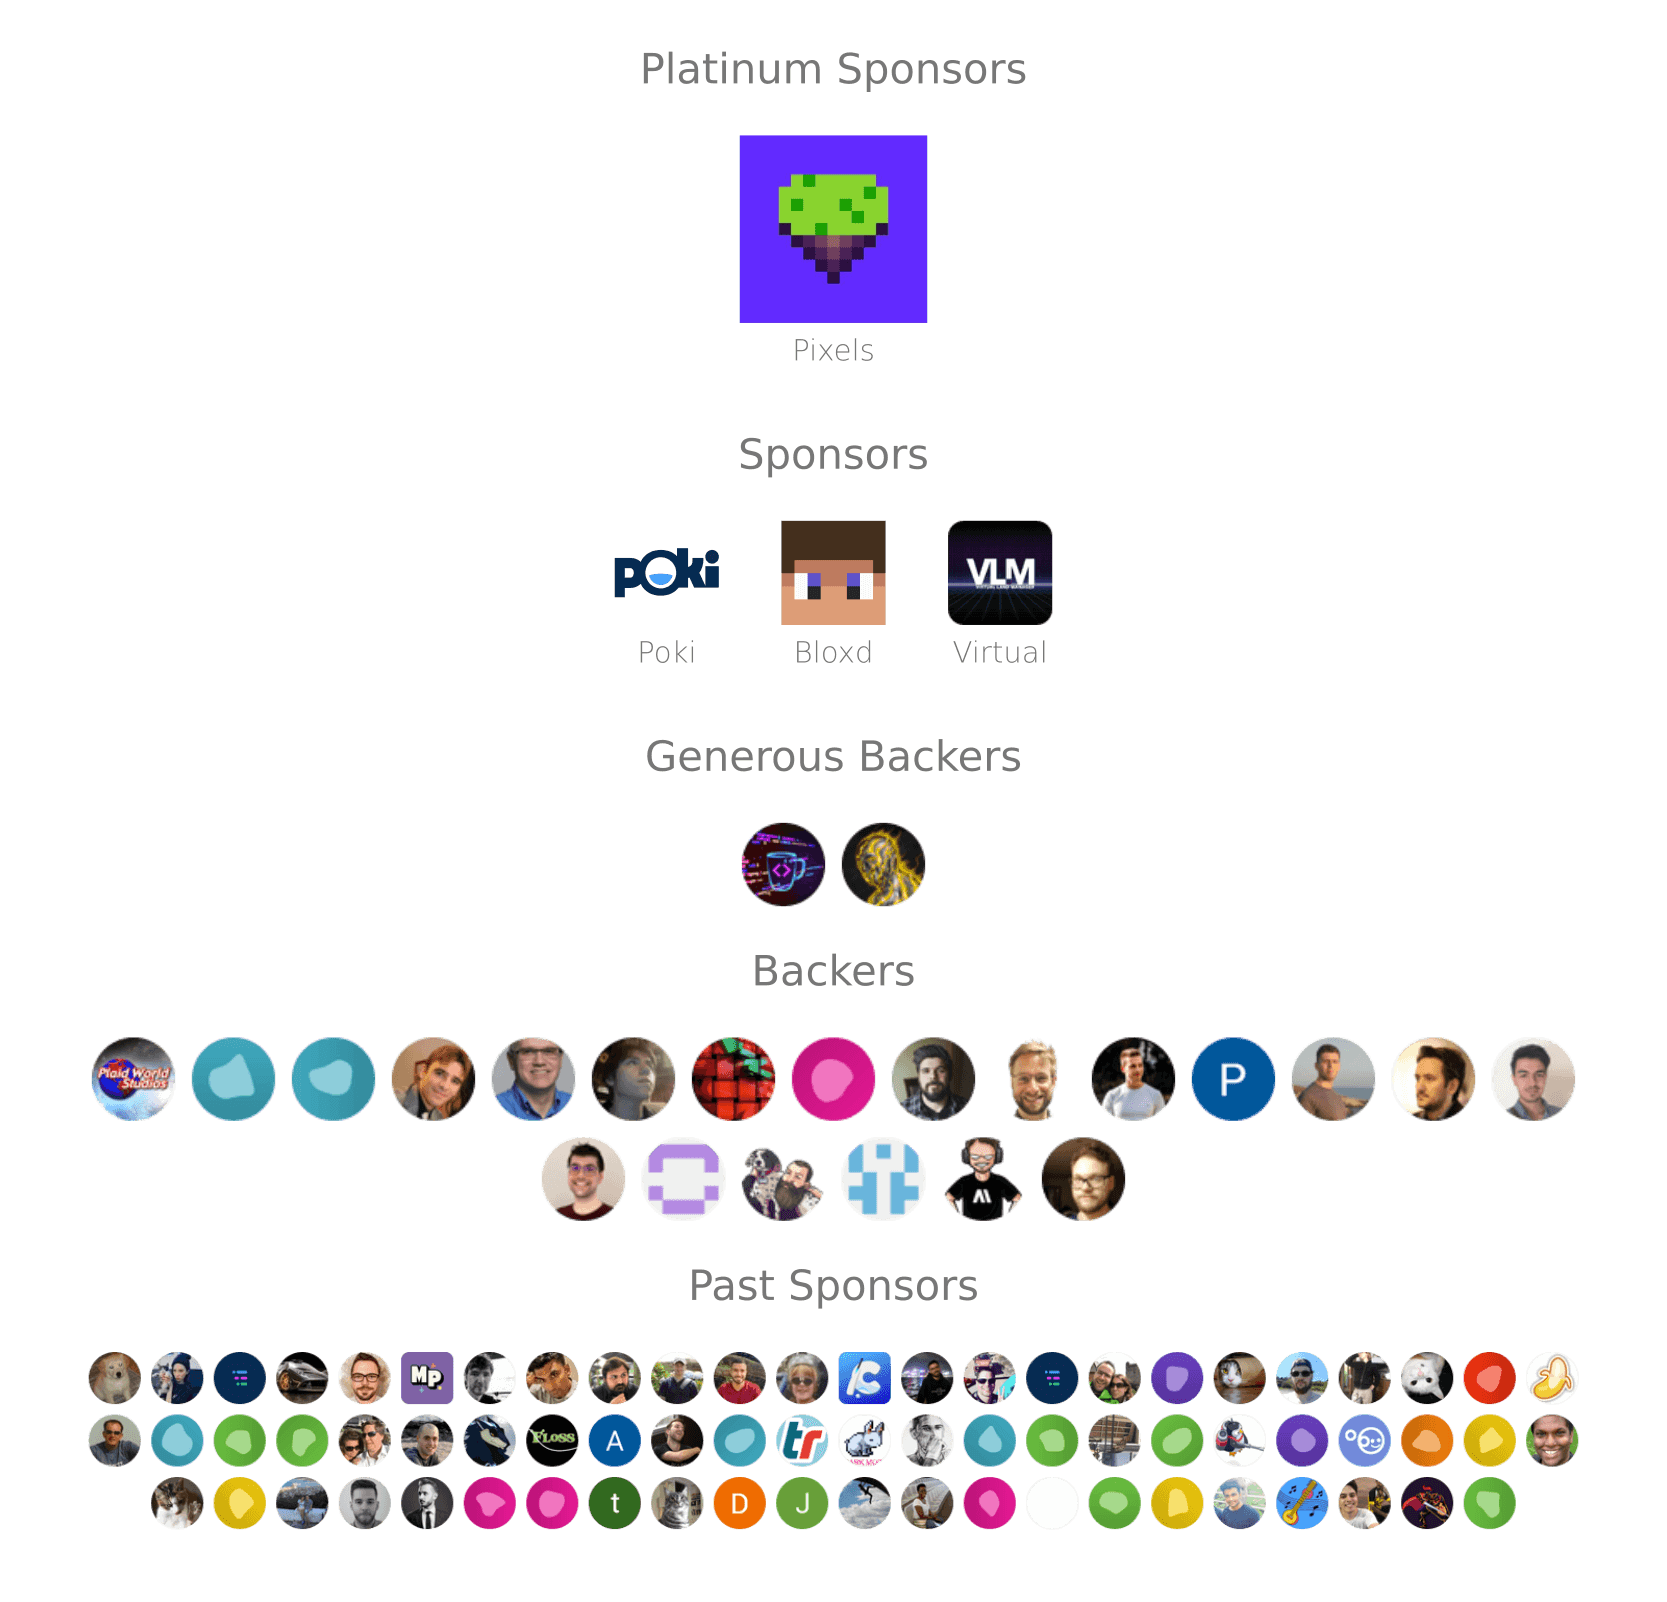 Platinum Sponsors
Pixels
Sponsors
poki
VLM
Poki Bloxd Virtual
Generous Backers
<>
Backers
Plaid World
Studios
P
Past Sponsors
MP
C
FLOSS
A
tr
t
D
J